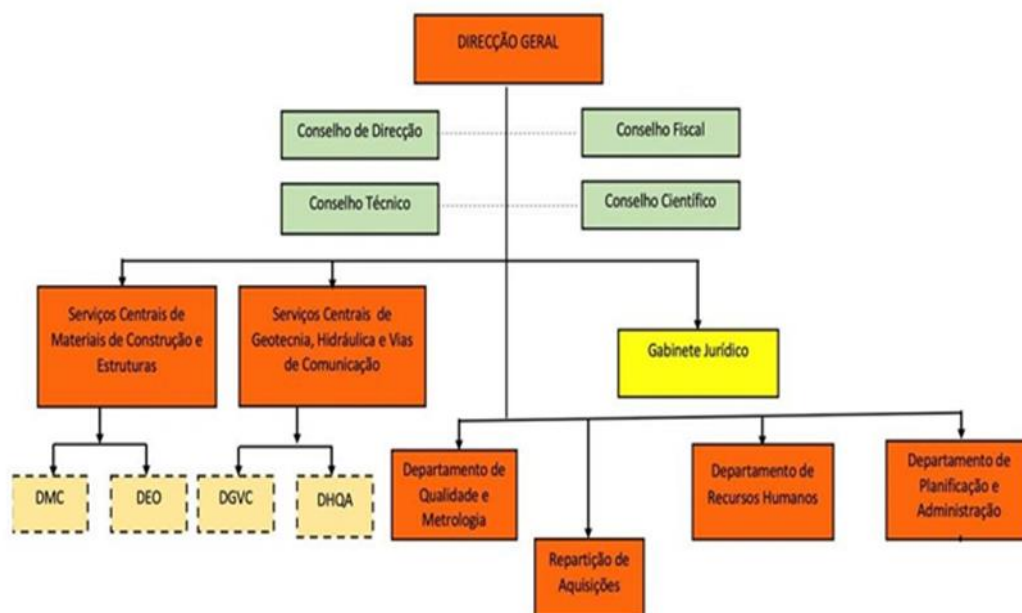 DIRECÇÃO GERAL
Conselho de Direcção
Conselho Fiscal
Conselho Técnico
Conselho Científico
Serviços Centrais de
Materiais de Construção e
Estruturas
Serviços Centrais de
Geotecnia, Hidráulica e Vias
de Comunicação
Gabinete Jurídico
DMC
DEO
DGVC
DHQA
Departamento de
Qualidade e
Metrologia
Repartição de
Aquisições
Departamento de
Recursos Humanos
Departamento de
Planificação e
Administração